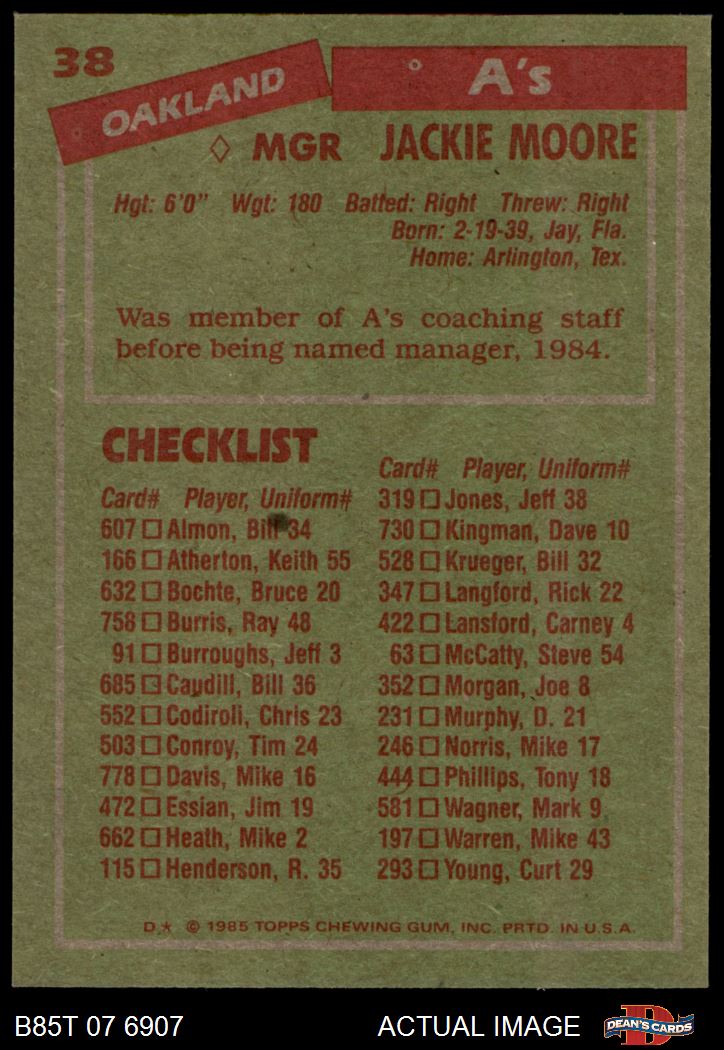 38
OAKLAND A's
◇ MGR JACKIE MOORE
Hgt: 6'0" Wgt: 180 Batted: Right Threw: Right
Born: 2-19-39, Jay, Fla.
Home: Arlington, Tex.
Was member of A's coaching staff
before being named manager, 1984.
CHECKLIST
Card# Player, Uniform#
607 □ Almon, Bill 34
166 □ Atherton, Keith 55
632 □ Bochte, Bruce 20
758 □ Burris, Ray 48
91 □ Burroughs, Jeff 3
685 □ Caudill, Bill 36
552 □ Codiroli, Chris 23
503 □ Conroy, Tim 24
778 □ Davis, Mike 16
472 □ Essian, Jim 19
662 □ Heath, Mike 2
115 □ Henderson, R. 35
Card# Player, Uniform#
319 □ Jones, Jeff 38
730 □ Kingman, Dave 10
528 □ Krueger, Bill 32
347 □ Langford, Rick 22
422 □ Lansford, Carney 4
63 □ McCatty, Steve 54
352 □ Morgan, Joe 8
231 □ Murphy, D. 21
246 □ Norris, Mike 17
444 □ Phillips, Tony 18
581 □ Wagner, Mark 9
197 □ Warren, Mike 43
293 □ Young, Curt 29
D.★ © 1985 TOPPS CHEWING GUM, INC. PRTD. IN U.S.A.
B85T 07 6907 ACTUAL IMAGE
D
DEAN'S CARDS